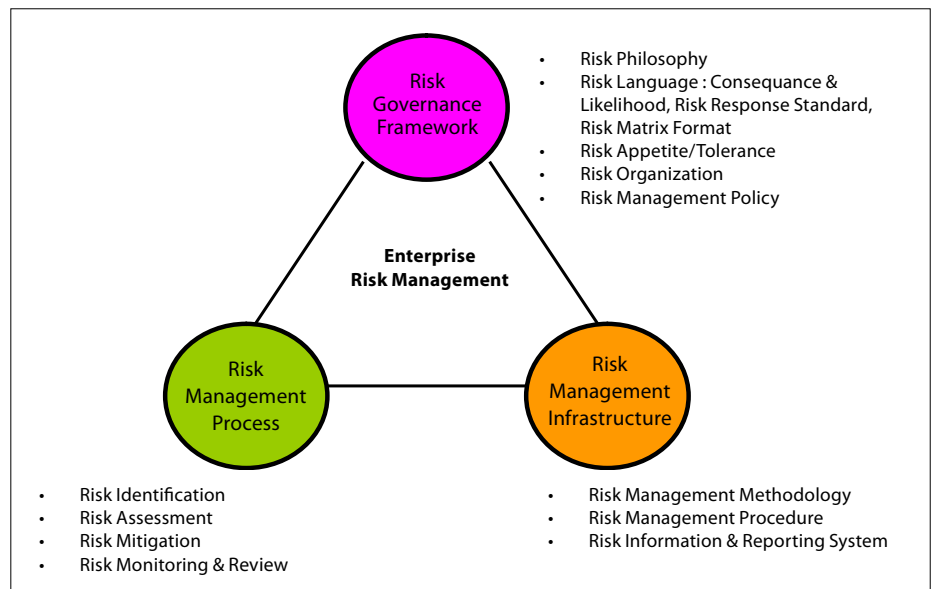 Risk
Governance
Framework
• Risk Philosophy
• Risk Language : Consequance &
Likelihood, Risk Response Standard,
Risk Matrix Format
• Risk Appetite/Tolerance
• Risk Organization
• Risk Management Policy
Enterprise
Risk Management
Risk
Management
Process
Risk
Management
Infrastructure
• Risk Identification
• Risk Assessment
• Risk Mitigation
• Risk Monitoring & Review
• Risk Management Methodology
• Risk Management Procedure
• Risk Information & Reporting System